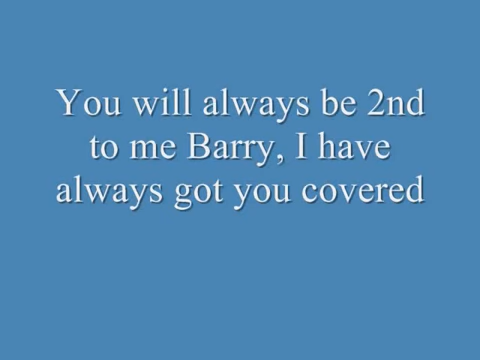 You will always be 2nd
to me Barry, I have
always got you covered